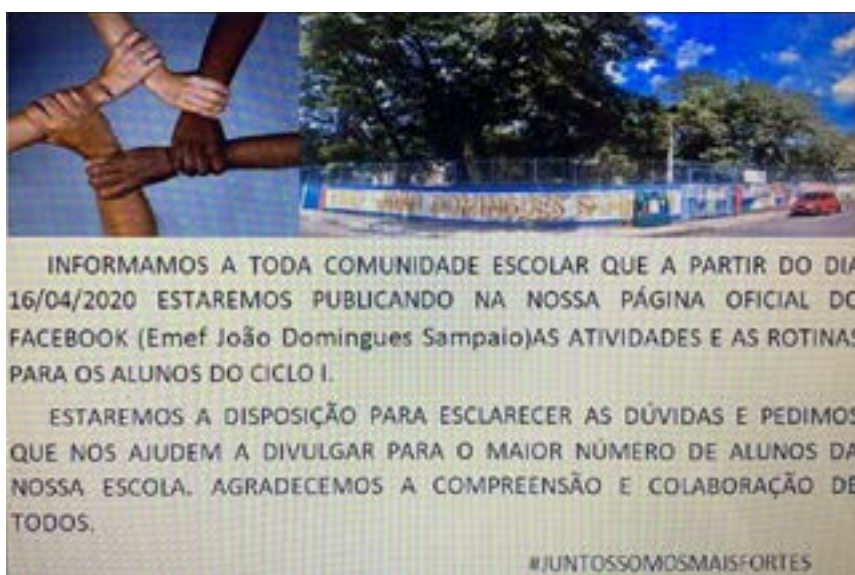 JOÃO DOMINGUES
INFORMAMOS A TODA COMUNIDADE ESCOLAR QUE A PARTIR DO DIA
16/04/2020 ESTAREMOS PUBLICANDO NA NOSSA PÁGINA OFICIAL DO
FACEBOOK (Emef João Domingues Sampaio)AS ATIVIDADES E AS ROTINAS
PARA OS ALUNOS DO CICLO I.
ESTAREMOS A DISPOSIÇÃO PARA ESCLARECER AS DÚVIDAS E PEDIMOS
QUE NOS AJUDEM A DIVULGAR PARA O MAIOR NÚMERO DE ALUNOS DA
NOSSA ESCOLA. AGRADECEMOS A COMPREENSÃO E COLABORAÇÃO DE
TODOS.
#JUNTOSSOMOSMAISFORTES